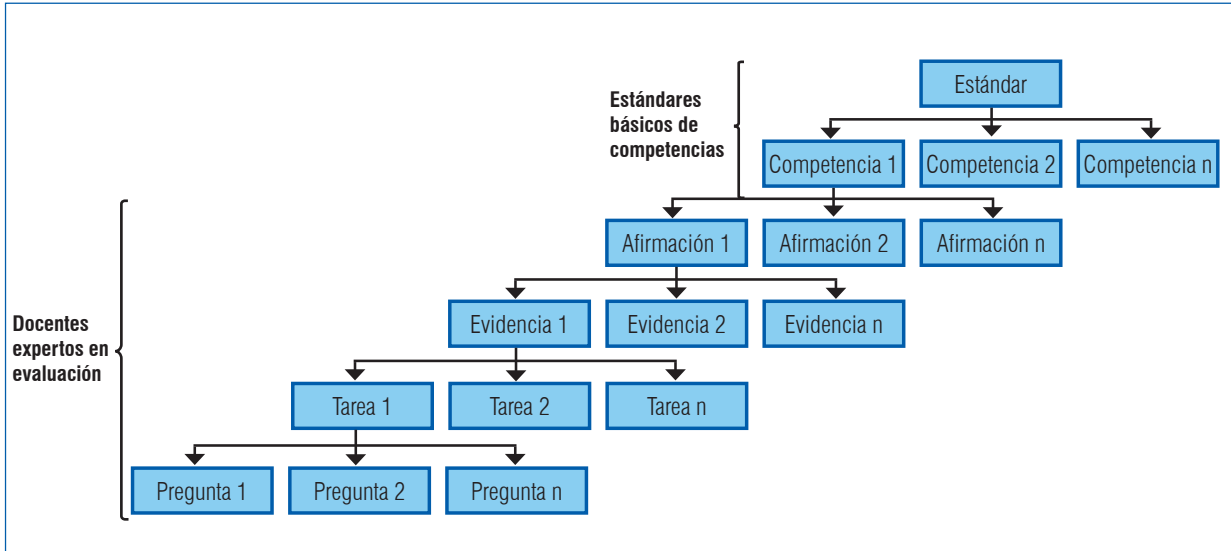 Estándares
básicos de
competencias
Estándar
Competencia 1
Competencia 2
Competencia n
Afirmación 1
Afirmación 2
Afirmación n
Docentes
expertos en
evaluación
Evidencia 1
Evidencia 2
Evidencia n
Tarea 1
Tarea 2
Tarea n
Pregunta 1
Pregunta 2
Pregunta n